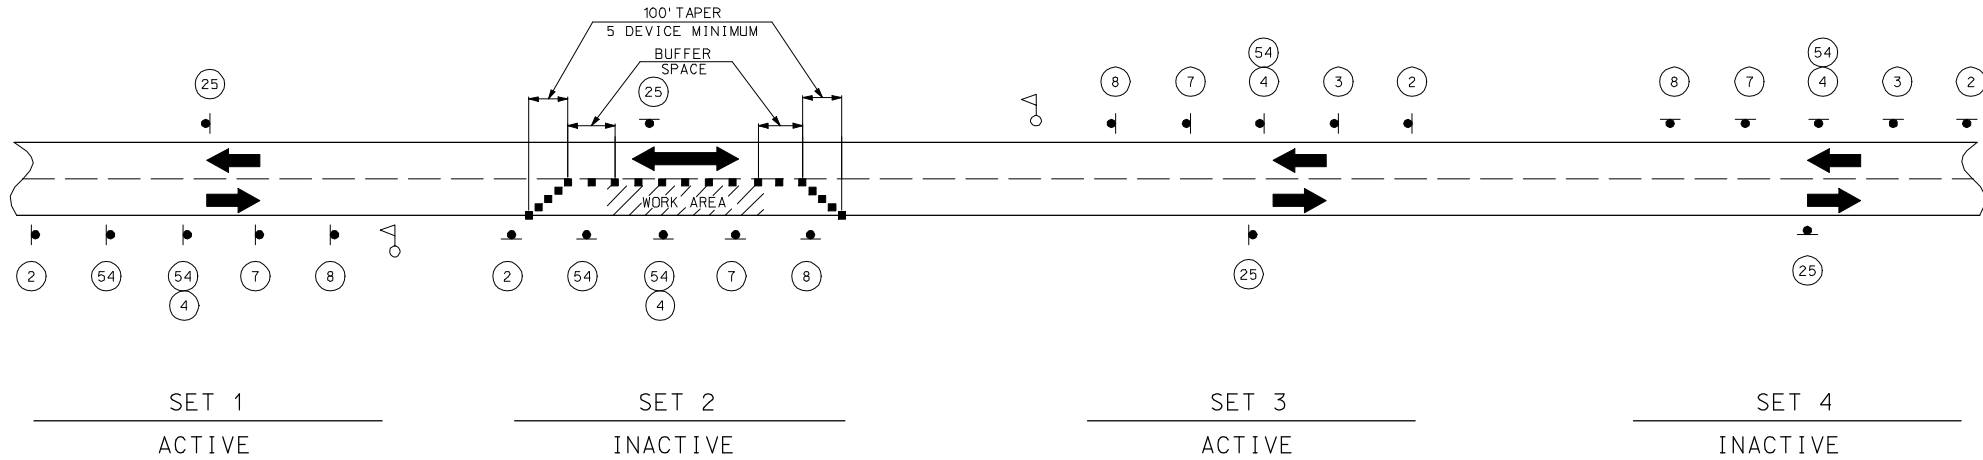 100' TAPER
5 DEVICE MINIMUM
BUFFER
SPACE
25
25
8
7
54
4
3
2
8
7
54
4
3
2
WORK AREA
2
54
54
4
7
8
2
54
54
4
7
8
25
25
SET 1
ACTIVE
SET 2
INACTIVE
SET 3
ACTIVE
SET 4
INACTIVE